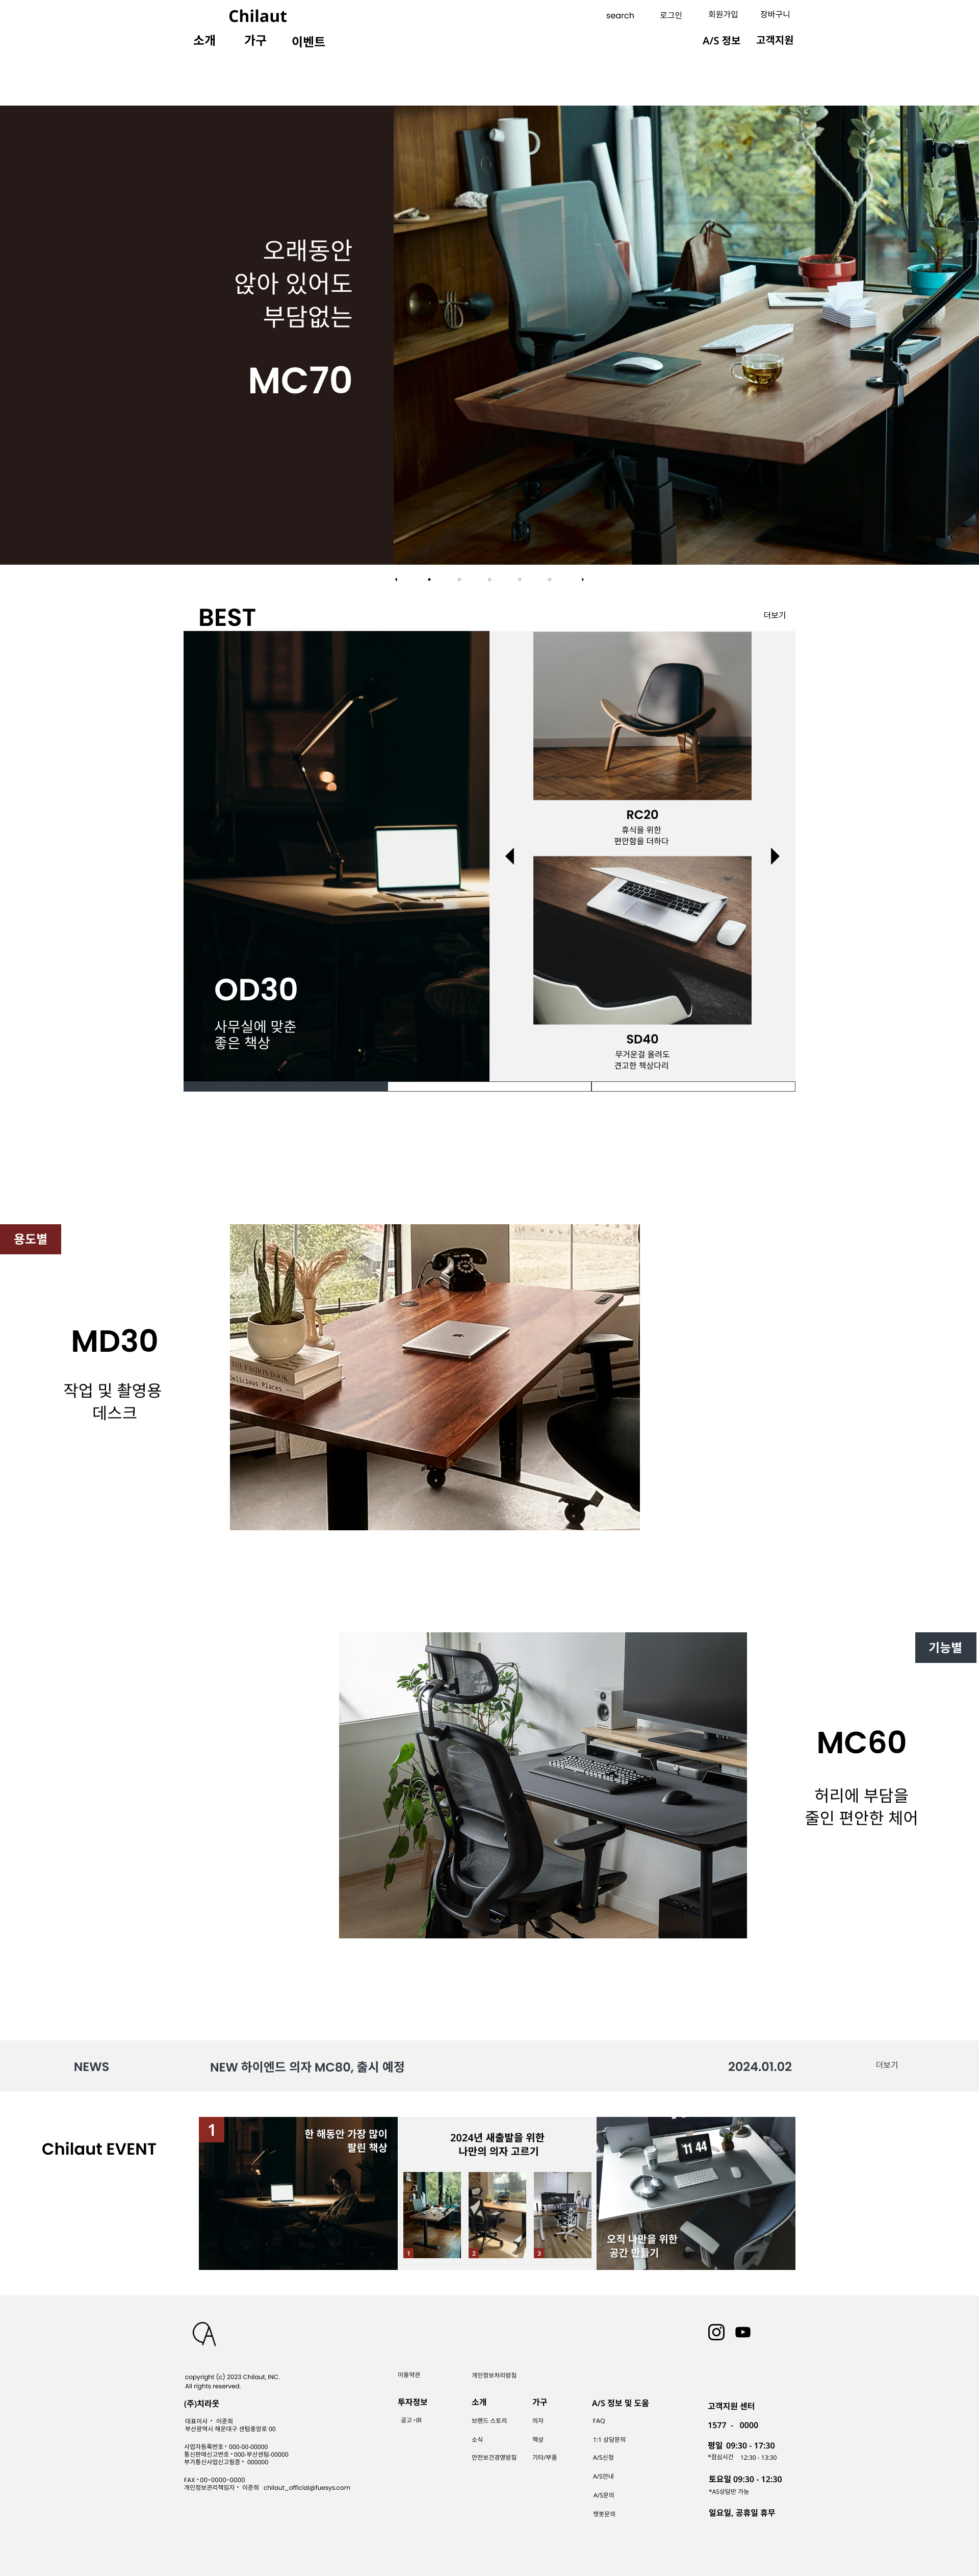 Chilaut
search
로그인
회원가입
장바구니
소개
가구
이벤트
A/S 정보
고객지원
오래동안
앉아 있어도
부담없는
MC70
BEST
더보기
OD30
사무실에 맞춘
좋은 책상
RC20
휴식을 위한
편안함을 더하다
SD40
무거운걸 올려도
견고한 책상다리
용도별
MD30
작업 및 촬영용
데스크
THE FASHION BOOK
Delicious Places
기능별
MC60
허리에 부담을
줄인 편안한 체어
NEWS
NEW 하이엔드 의자 MC80, 출시 예정
2024.01.02
더보기
Chilaut EVENT
1
한 해동안 가장 많이
팔린 책상
2024년 새출발을 위한
나만의 의자 고르기
1
2
3
11 44
오직 나만을 위한
공간 만들기
copyright (c) 2023 Chilaut, INC.
All rights reserved.
(주)치라웃
대표이사 • 이준희
부산광역시 해운대구 센텀중앙로 00
사업자등록번호 • 000-00-00000
통신판매신고번호 • 000-부산센텀-00000
부가통신사업신고필증 • 000000
FAX • 00-0000-0000
개인정보관리책임자 • 이준희 chilaut_official@fuesys.com
이용약관
개인정보처리방침
투자정보
공고 • IR
소개
브랜드 스토리
소식
안전보건경영방침
가구
의자
책상
기타/부품
A/S 정보 및 도움
FAQ
1:1 상담문의
A/S신청
A/S안내
A/S문의
챗봇문의
고객지원 센터
1577 - 0000
평일 09:30 - 17:30
*점심시간 12:30 - 13:30
토요일 09:30 - 12:30
*AS상담만 가능
일요일, 공휴일 휴무